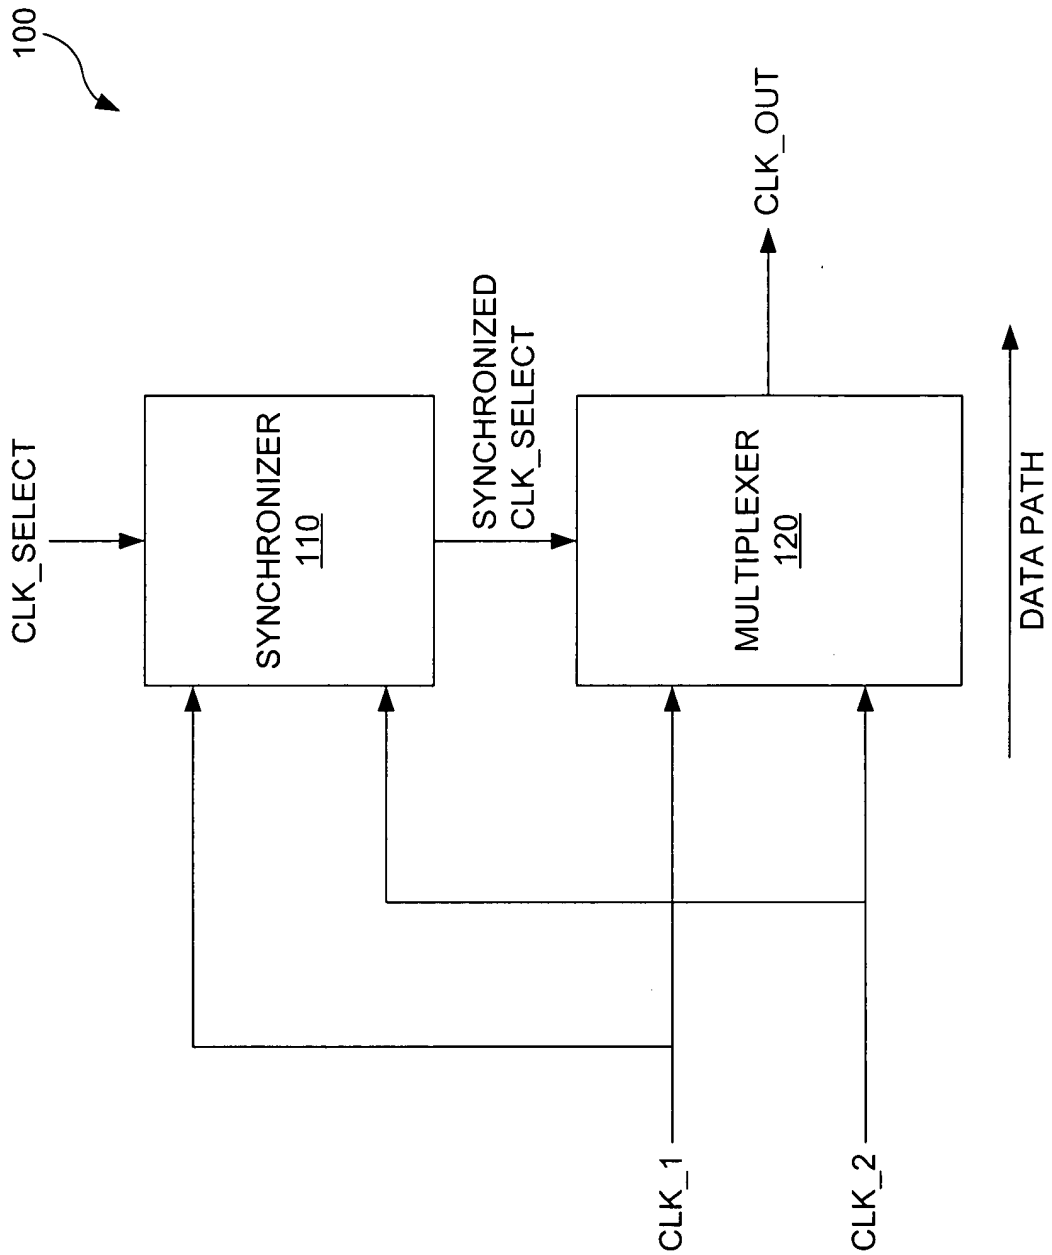 100
CLK_SELECT
SYNCHRONIZER
110
SYNCHRONIZED
CLK_SELECT
MULTIPLEXER
120
CLK_OUT
CLK_1
CLK_2
DATA PATH